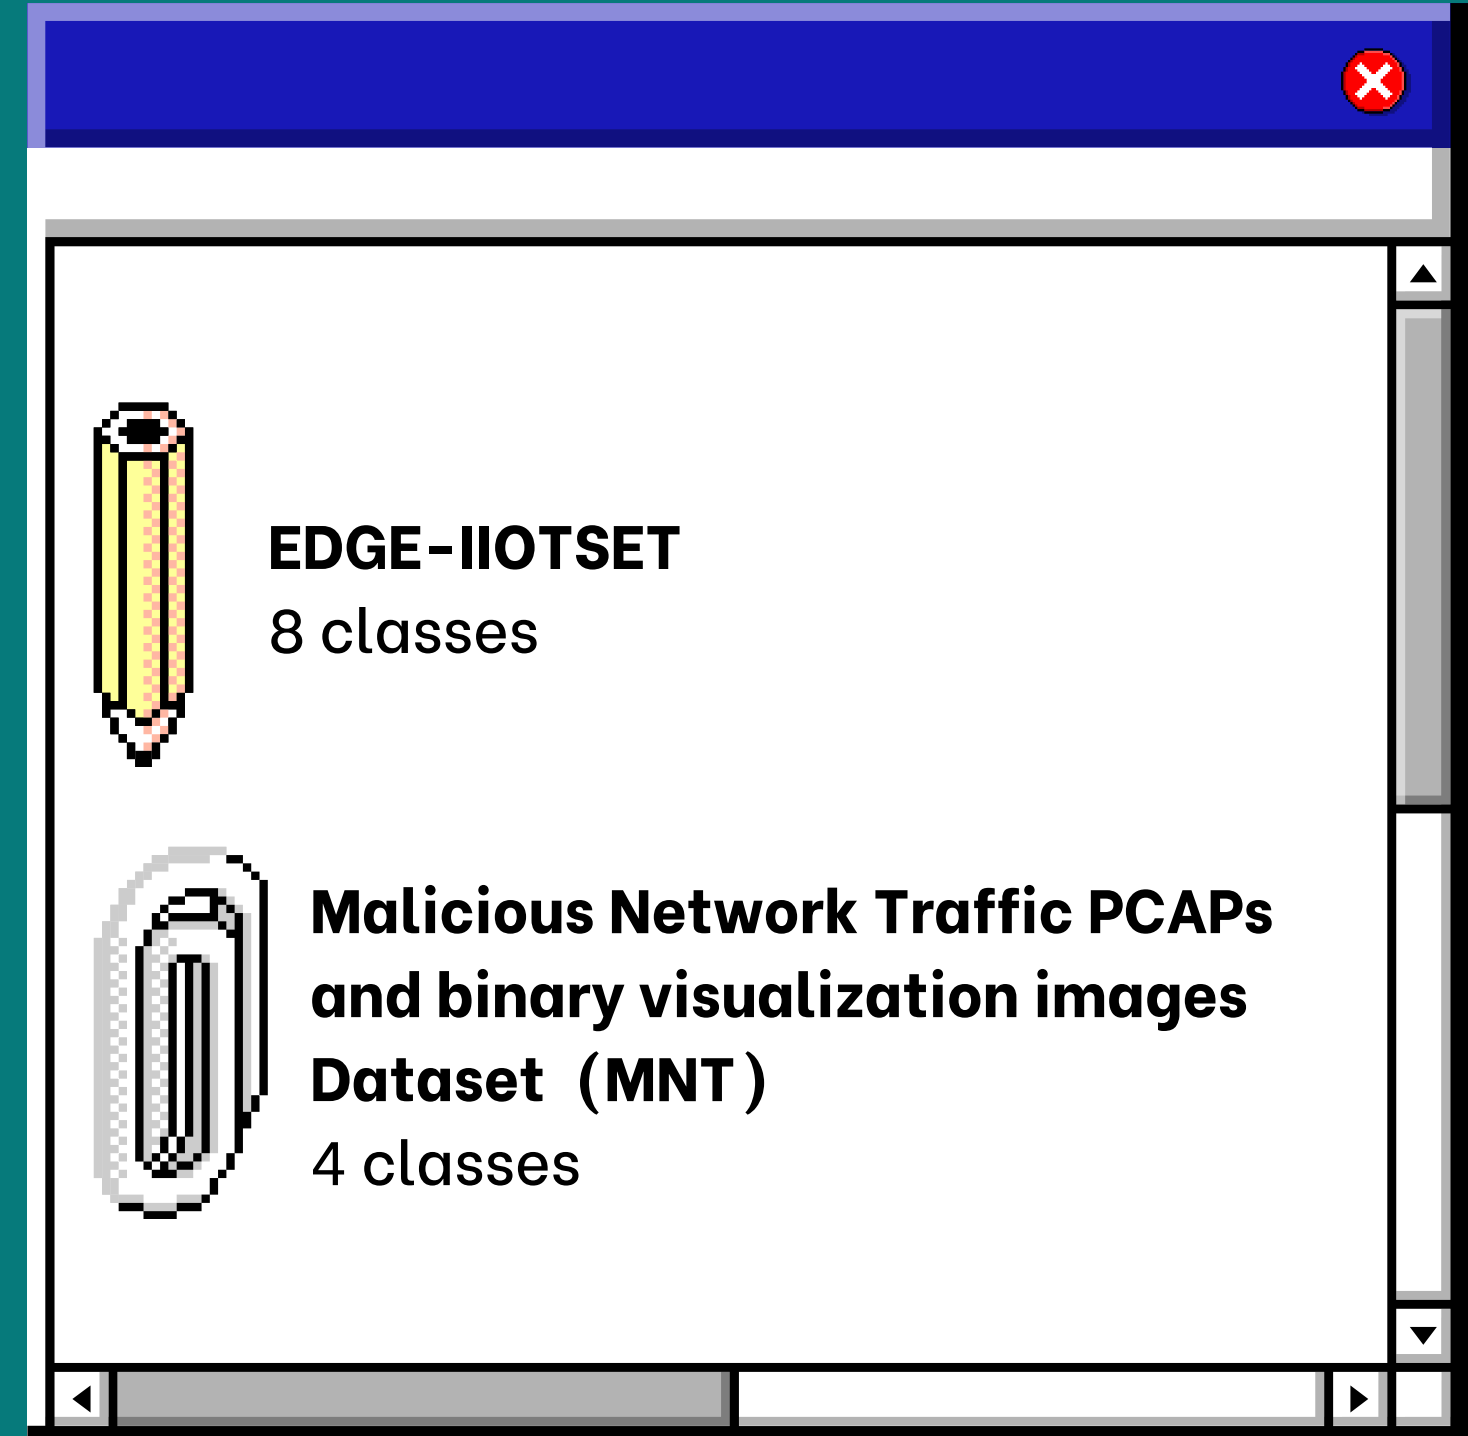 EDGE-IIOTSET
8 classes
Malicious Network Traffic PCAPs
and binary visualization images
Dataset (MNT)
4 classes